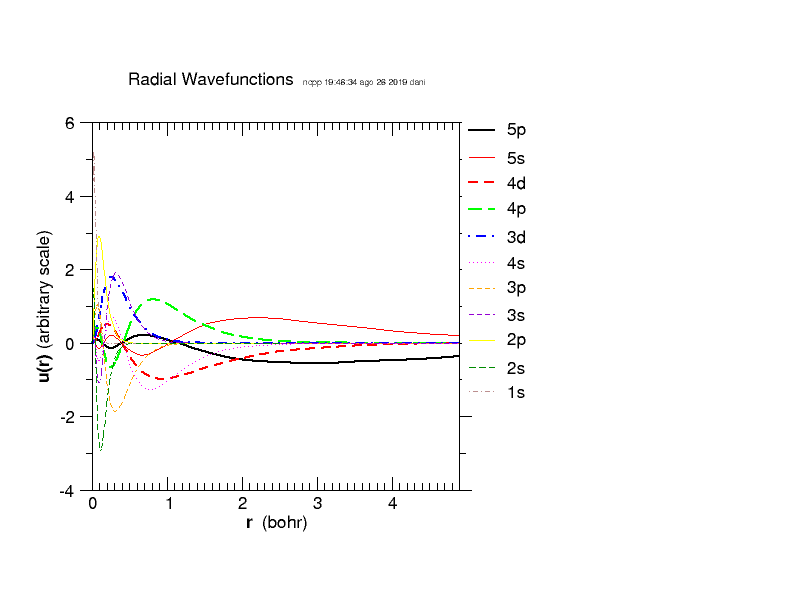 Radial Wavefunctions ncpp 19:46:34 ago 26 2019 dani
6
4
2
0
-2
-4
0 1 2 3 4
u(r) (arbitrary scale)
r (bohr)
5p
5s
4d
4p
3d
4s
3p
3s
2p
2s
1s